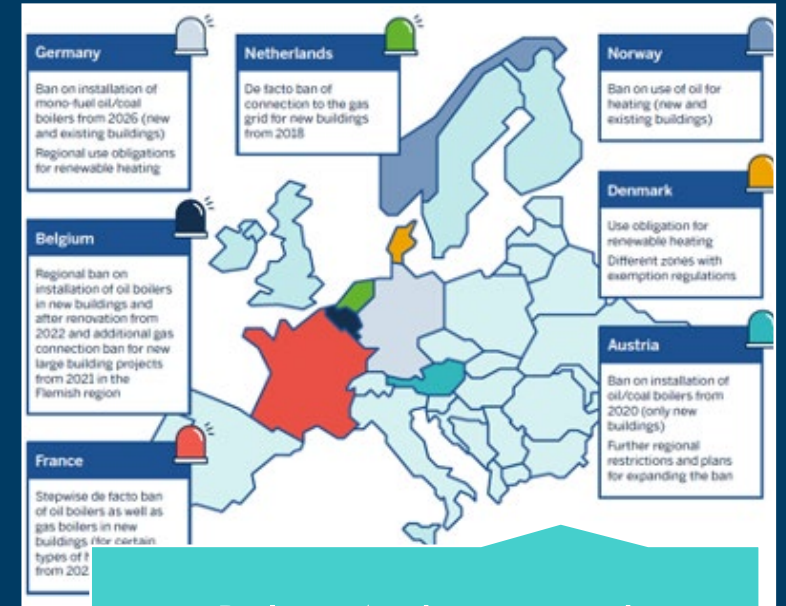 Germany
Ban on installation of
mono-fuel oil/coal
boilers from 2026 (new
and existing buildings)
Regional use obligations
for renewable heating
Netherlands
De facto ban of
connection to the gas
grid for new buildings
from 2018
Norway
Ban on use of oil for
heating (new and
existing buildings)
Denmark
Use obligation for
renewable heating
Different zones with
exemption regulations
Belgium
Regional ban on
installation of oil boilers
in new buildings and
after renovation from
2022 and additional gas
connection ban for new
large building projects
from 2021 in the
Flemish region
Austria
Ban on installation of
oil/coal boilers from
2020 (only new
buildings)
Further regional
restrictions and plans
for expanding the ban
France
Stepwise de facto ban
of oil boilers as well as
gas boilers in new
buildings (for certain
types of
from